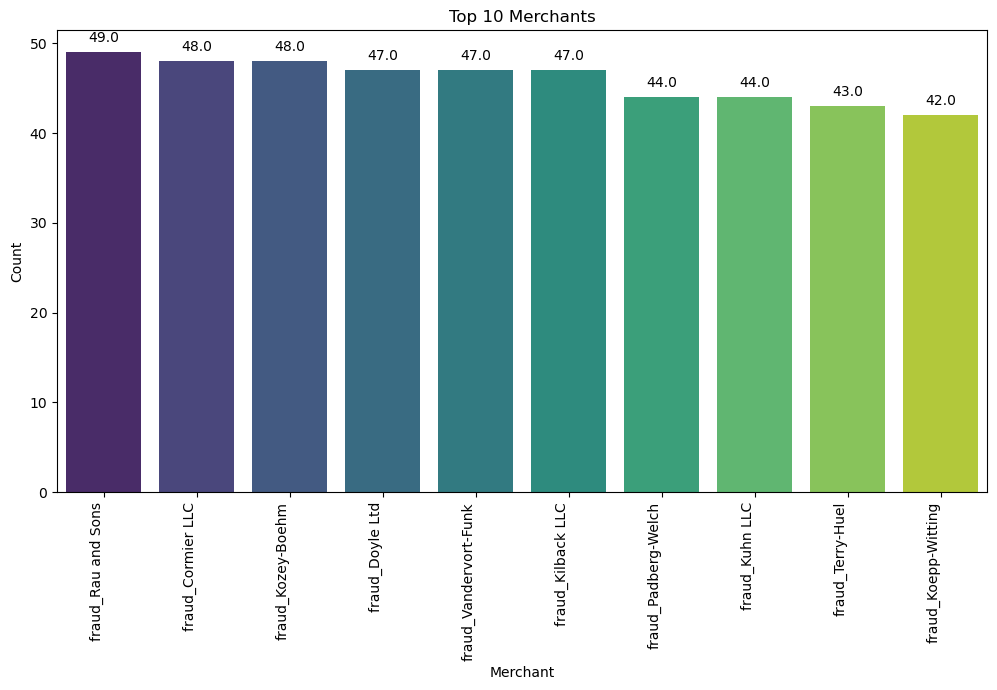 Top 10 Merchants
49.0
48.0
48.0
47.0
47.0
47.0
44.0
44.0
43.0
42.0
50
40
30
20
10
0
Count
fraud_Rau and Sons
fraud_Cormier LLC
fraud_Kozey-Boehm
fraud_Doyle Ltd
fraud_Vandervort-Funk
fraud_Kilback LLC
fraud_Padberg-Welch
fraud_Kuhn LLC
fraud_Terry-Huel
fraud_Koepp-Witting
Merchant